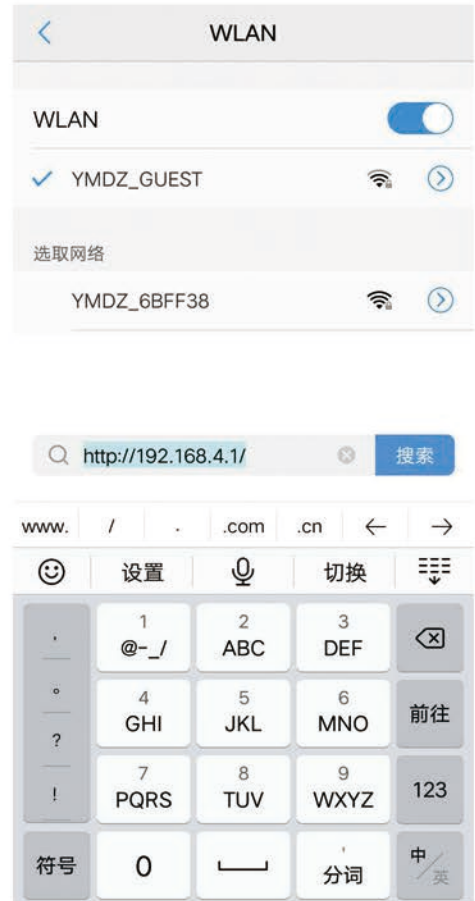 WLAN
WLAN
YMDZ_GUEST
选取网络
YMDZ_6BFF38
http://192.168.4.1/ 搜索
www. / . .com .cn ← →
设置 切换
, 1 2 3
@-_/ ABC DEF
。 4 5 6
GHI JKL MNO 前往
? 7 8 9
! PQRS TUV WXYZ 123
符号 0 ' 分词 中/英